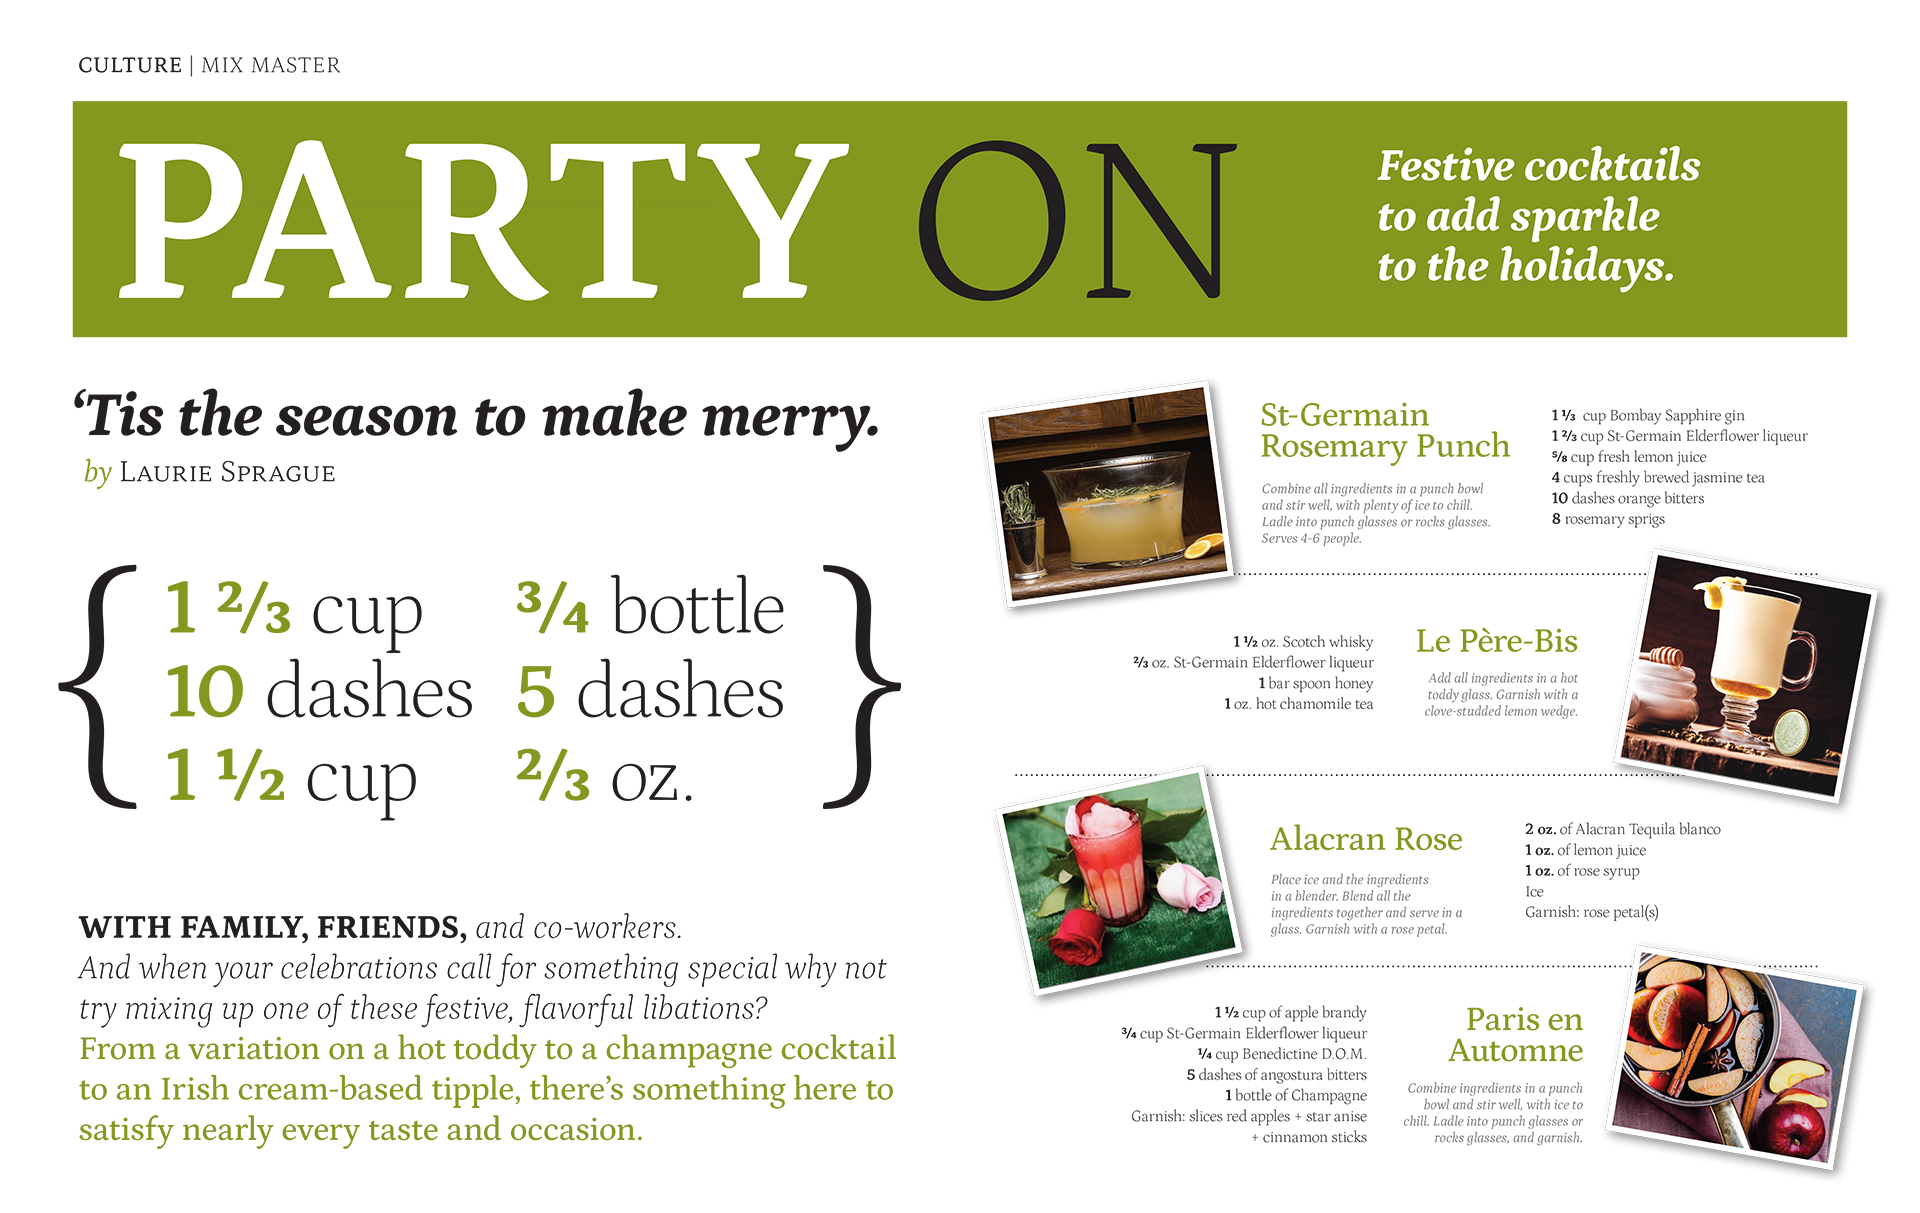 CULTURE | MIX MASTER
PARTY ON
Festive cocktails
to add sparkle
to the holidays.
‘Tis the season to make merry.
by LAURIE SPRAGUE
{ 1 2/3 cup 3/4 bottle }
10 dashes 5 dashes
1 1/2 cup 2/3 oz.
WITH FAMILY, FRIENDS, and co-workers.
And when your celebrations call for something special why not
try mixing up one of these festive, flavorful libations?
From a variation on a hot toddy to a champagne cocktail
to an Irish cream-based tipple, there’s something here to
satisfy nearly every taste and occasion.
St-Germain
Rosemary Punch
Combine all ingredients in a punch bowl
and stir well, with plenty of ice to chill.
Ladle into punch glasses or rocks glasses.
Serves 4-6 people.
1 1/3 cup Bombay Sapphire gin
1 2/3 cup St-Germain Elderflower liqueur
5/8 cup fresh lemon juice
4 cups freshly brewed jasmine tea
10 dashes orange bitters
8 rosemary sprigs
1 1/2 oz. Scotch whisky
2/3 oz. St-Germain Elderflower liqueur
1 bar spoon honey
1 oz. hot chamomile tea
Le Père-Bis
Add all ingredients in a hot
toddy glass. Garnish with a
clove-studded lemon wedge.
Alacran Rose
Place ice and the ingredients
in a blender. Blend all the
ingredients together and serve in a
glass. Garnish with a rose petal.
2 oz. of Alacran Tequila blanco
1 oz. of lemon juice
1 oz. of rose syrup
Ice
Garnish: rose petal(s)
1 1/2 cup of apple brandy
3/4 cup St-Germain Elderflower liqueur
1/4 cup Benedictine D.O.M.
5 dashes of angostura bitters
1 bottle of Champagne
Garnish: slices red apples + star anise
+ cinnamon sticks
Paris en
Automne
Combine ingredients in a punch
bowl and stir well, with ice to
chill. Ladle into punch glasses or
rocks glasses, and garnish.